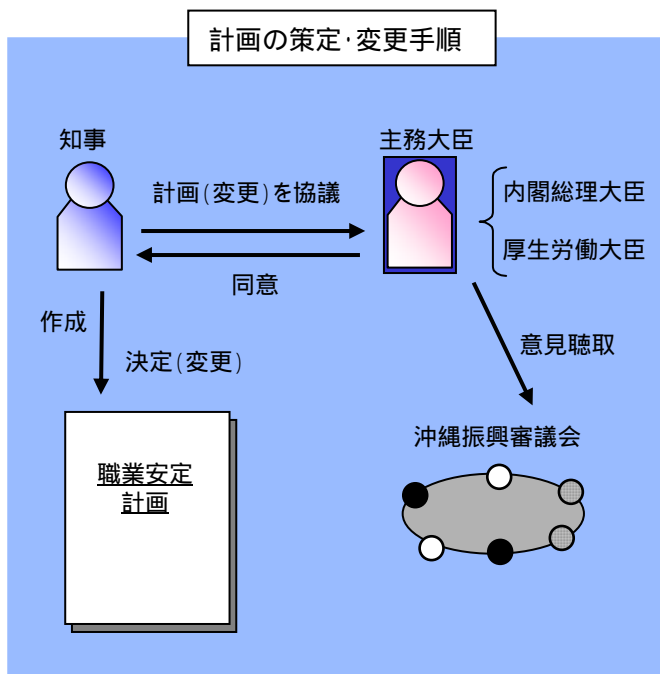 計画の策定・変更手順
知事
主務大臣
計画(変更)を協議
内閣総理大臣
厚生労働大臣
同意
作成
決定(変更)
意見聴取
沖縄振興審議会
職業安定
計画